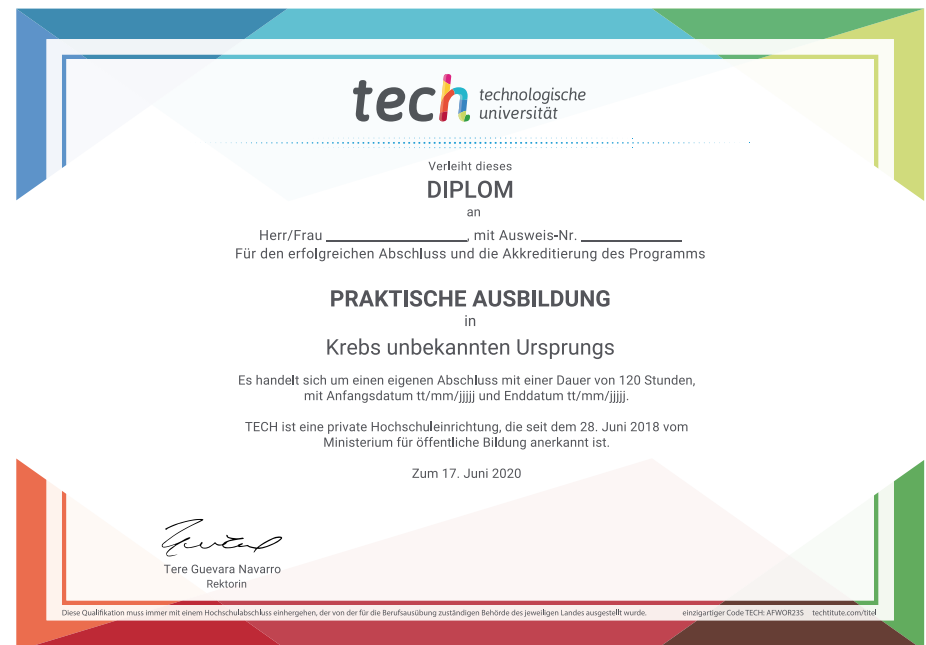 tech technologische
universität
Verleiht dieses
DIPLOM
an
Herr/Frau ____________________, mit Ausweis-Nr. ______________
Für den erfolgreichen Abschluss und die Akkreditierung des Programms
PRAKTISCHE AUSBILDUNG
in
Krebs unbekannten Ursprungs
Es handelt sich um einen eigenen Abschluss mit einer Dauer von 120 Stunden,
mit Anfangsdatum tt/mm/jjjjj und Enddatum tt/mm/jjjjj.
TECH ist eine private Hochschuleinrichtung, die seit dem 28. Juni 2018 vom
Ministerium für öffentliche Bildung anerkannt ist.
Zum 17. Juni 2020
Tere Guevara Navarro
Rektorin
Diese Qualifikation muss immer mit einem Hochschulabschluss einhergehen, der von der für die Berufsausübung zuständigen Behörde des jeweiligen Landes ausgestellt wurde. einzigartiger Code TECH: AFWOR23S techtitute.com/titel